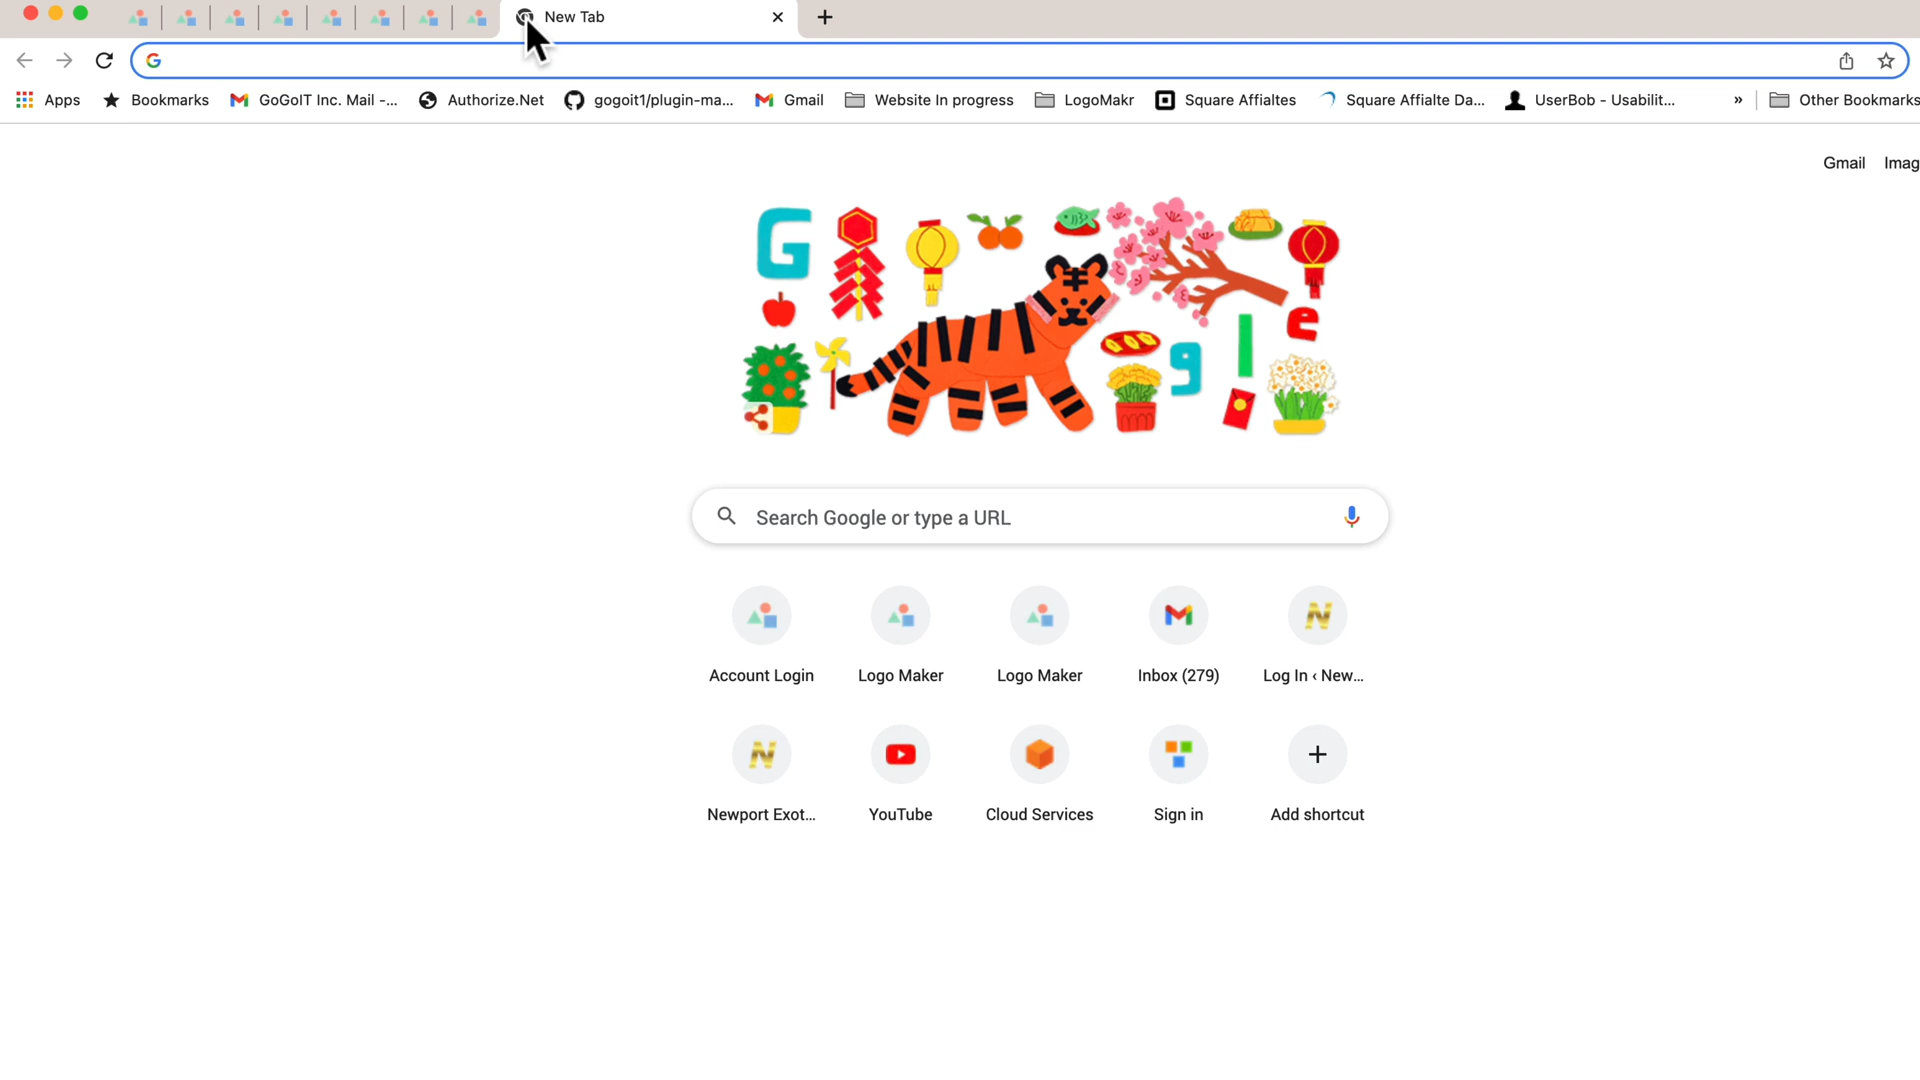 New Tab
Apps Bookmarks GoGoIT Inc. Mail -... Authorize.Net gogoit1/plugin-ma... Gmail Website In progress LogoMakr Square Affialtes Square Affialte Da... UserBob - Usabilit... » Other Bookmarks
Gmail Imag
G g l e
Search Google or type a URL
Account Login Logo Maker Logo Maker Inbox (279) Log In ‹ New...
Newport Exot... YouTube Cloud Services Sign in Add shortcut